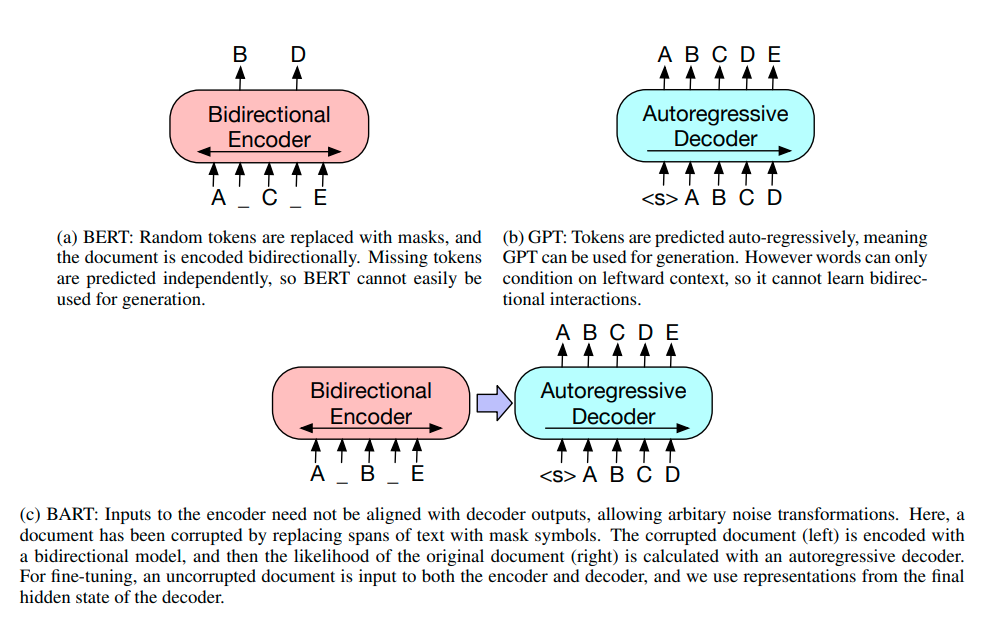 B D
Bidirectional
Encoder
A _ C _ E
(a) BERT: Random tokens are replaced with masks, and
the document is encoded bidirectionally. Missing tokens
are predicted independently, so BERT cannot easily be
used for generation.
A B C D E
Autoregressive
Decoder
<s> A B C D
(b) GPT: Tokens are predicted auto-regressively, meaning
GPT can be used for generation. However words can only
condition on leftward context, so it cannot learn bidirec-
tional interactions.
Bidirectional
Encoder
A _ B _ E
A B C D E
Autoregressive
Decoder
<s> A B C D
(c) BART: Inputs to the encoder need not be aligned with decoder outputs, allowing arbitary noise transformations. Here, a
document has been corrupted by replacing spans of text with mask symbols. The corrupted document (left) is encoded with
a bidirectional model, and then the likelihood of the original document (right) is calculated with an autoregressive decoder.
For fine-tuning, an uncorrupted document is input to both the encoder and decoder, and we use representations from the final
hidden state of the decoder.